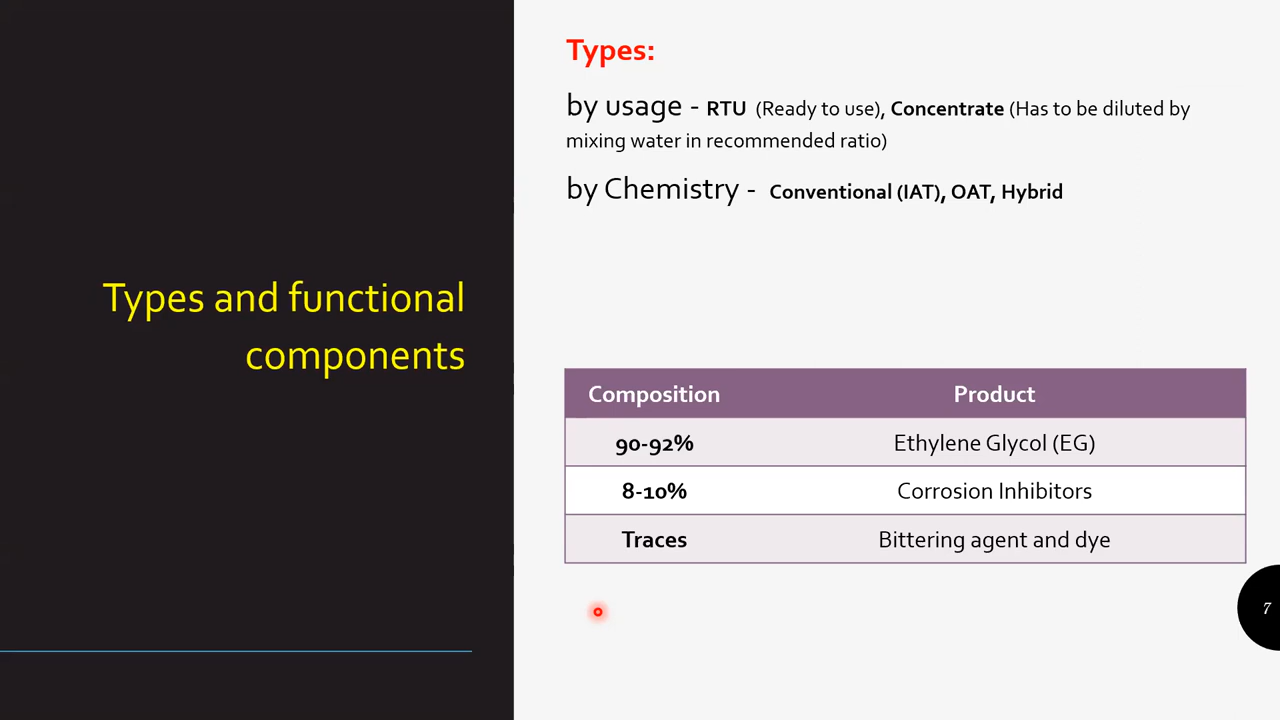 Types and functional
components
Types:
by usage - RTU (Ready to use), Concentrate (Has to be diluted by
mixing water in recommended ratio)
by Chemistry - Conventional (IAT), OAT, Hybrid
Composition Product
90-92% Ethylene Glycol (EG)
8-10% Corrosion Inhibitors
Traces Bittering agent and dye
7